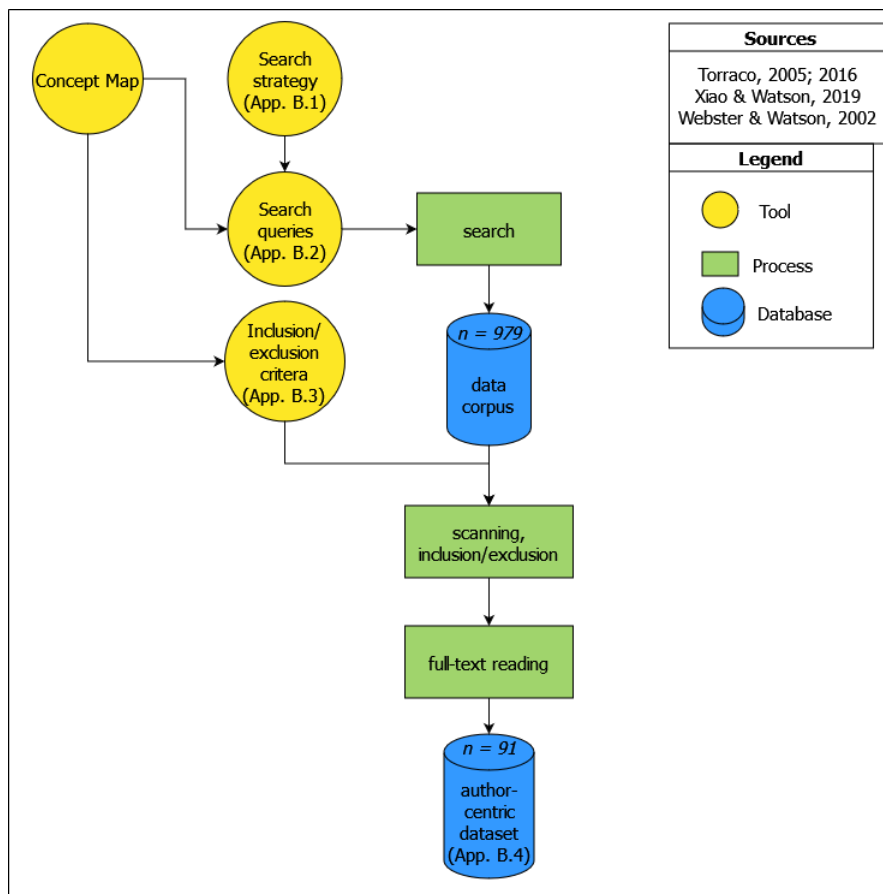 Concept Map
Search
strategy
(App. B.1)
Search
queries
(App. B.2)
search
Inclusion/
exclusion
critera
(App. B.3)
n = 979
data
corpus
scanning,
inclusion/exclusion
full-text reading
n = 91
author-
centric
dataset
(App. B.4)
Sources
Torraco, 2005; 2016
Xiao & Watson, 2019
Webster & Watson, 2002
Legend
Tool
Process
Database